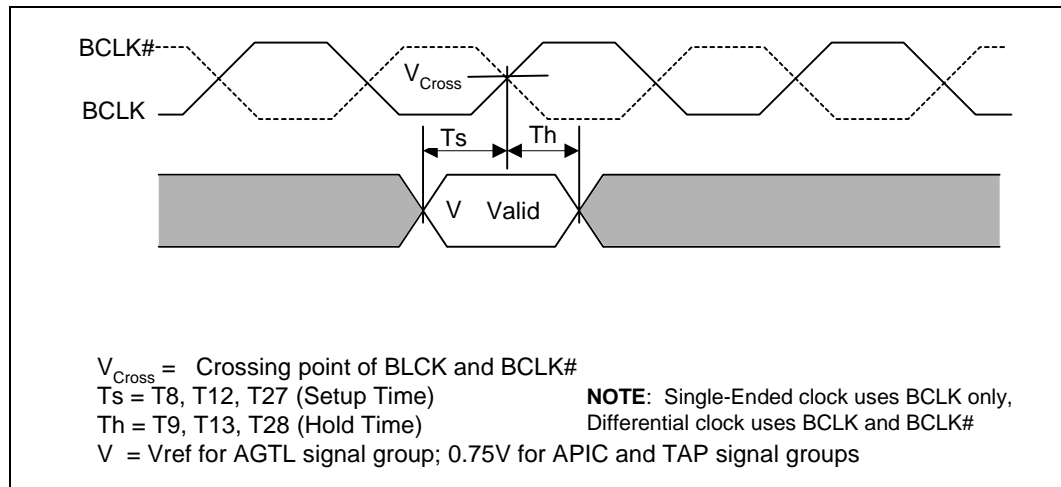 BCLK#
V_Cross
BCLK
Ts Th
V Valid
V_Cross = Crossing point of BLCK and BCLK#
Ts = T8, T12, T27 (Setup Time)
Th = T9, T13, T28 (Hold Time)
NOTE: Single-Ended clock uses BCLK only,
Differential clock uses BCLK and BCLK#
V = Vref for AGTL signal group; 0.75V for APIC and TAP signal groups